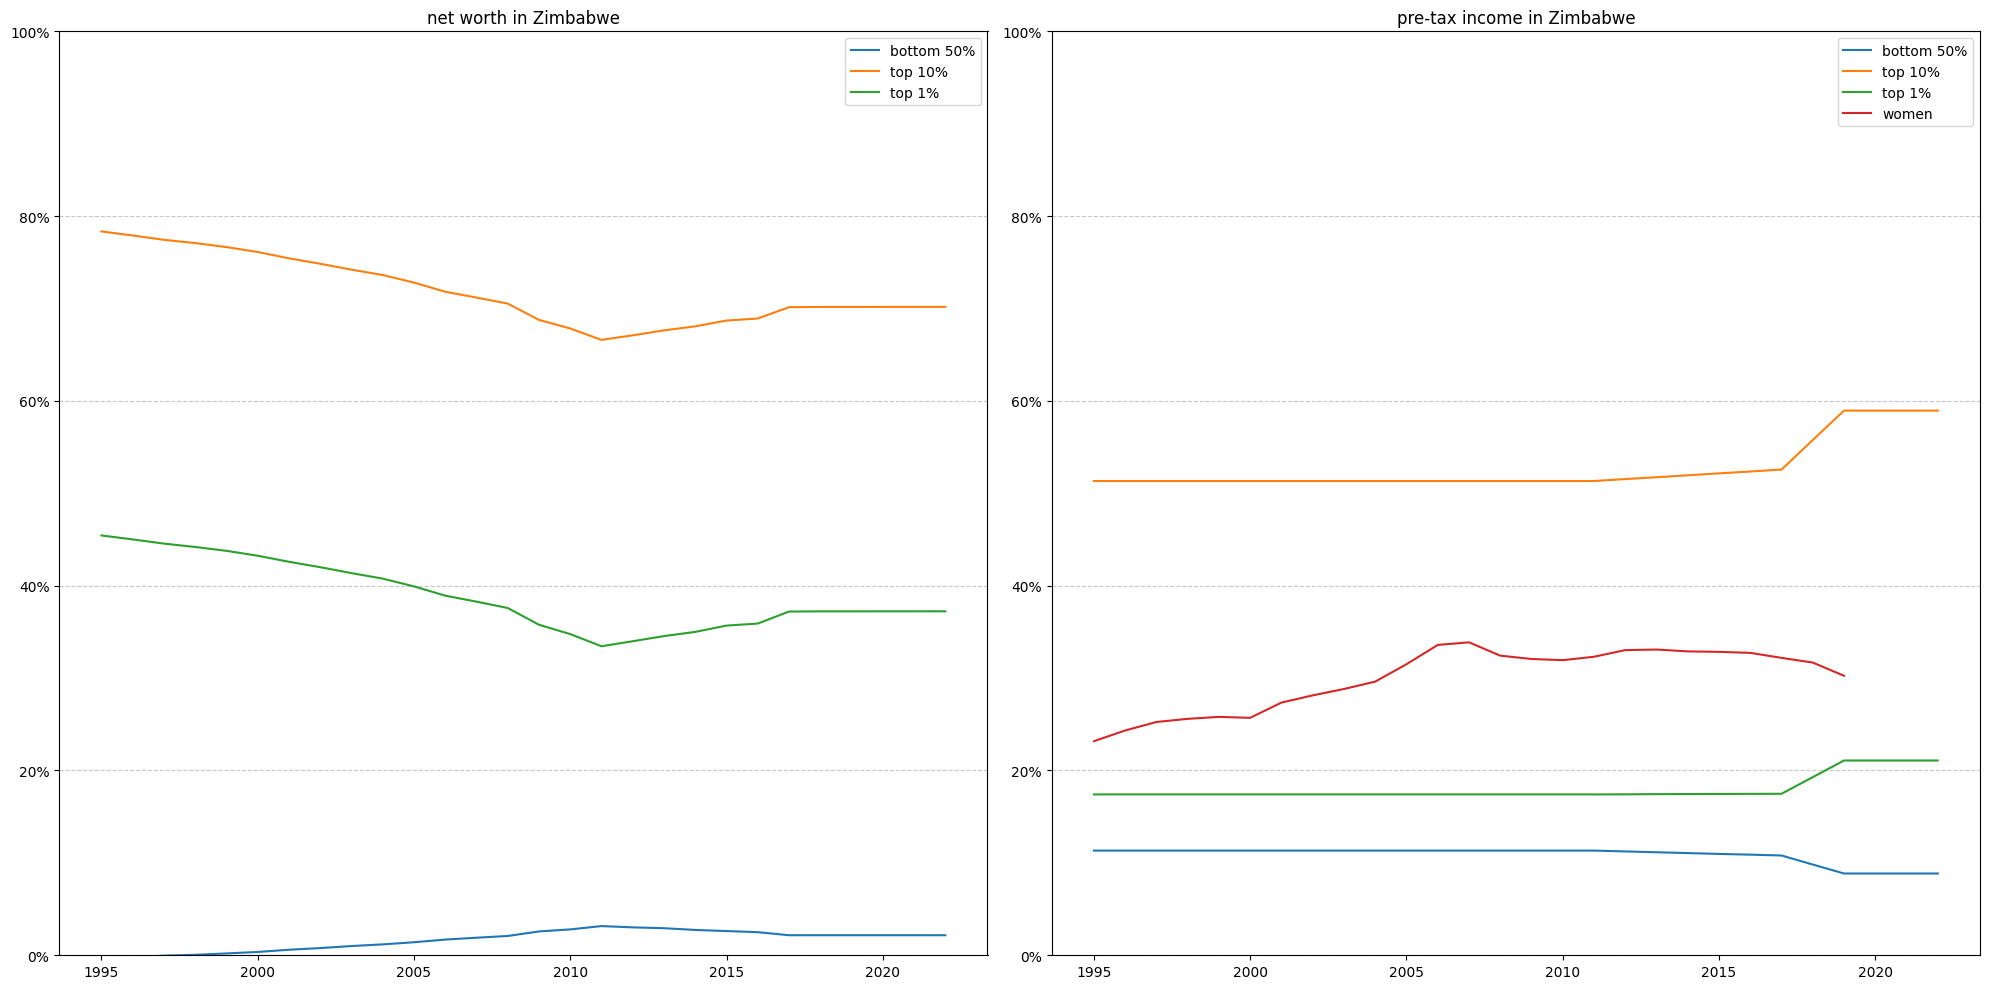 net worth in Zimbabwe
100%
80%
60%
40%
20%
0%
1995 2000 2005 2010 2015 2020
bottom 50%
top 10%
top 1%
pre-tax income in Zimbabwe
100%
80%
60%
40%
20%
0%
1995 2000 2005 2010 2015 2020
bottom 50%
top 10%
top 1%
women